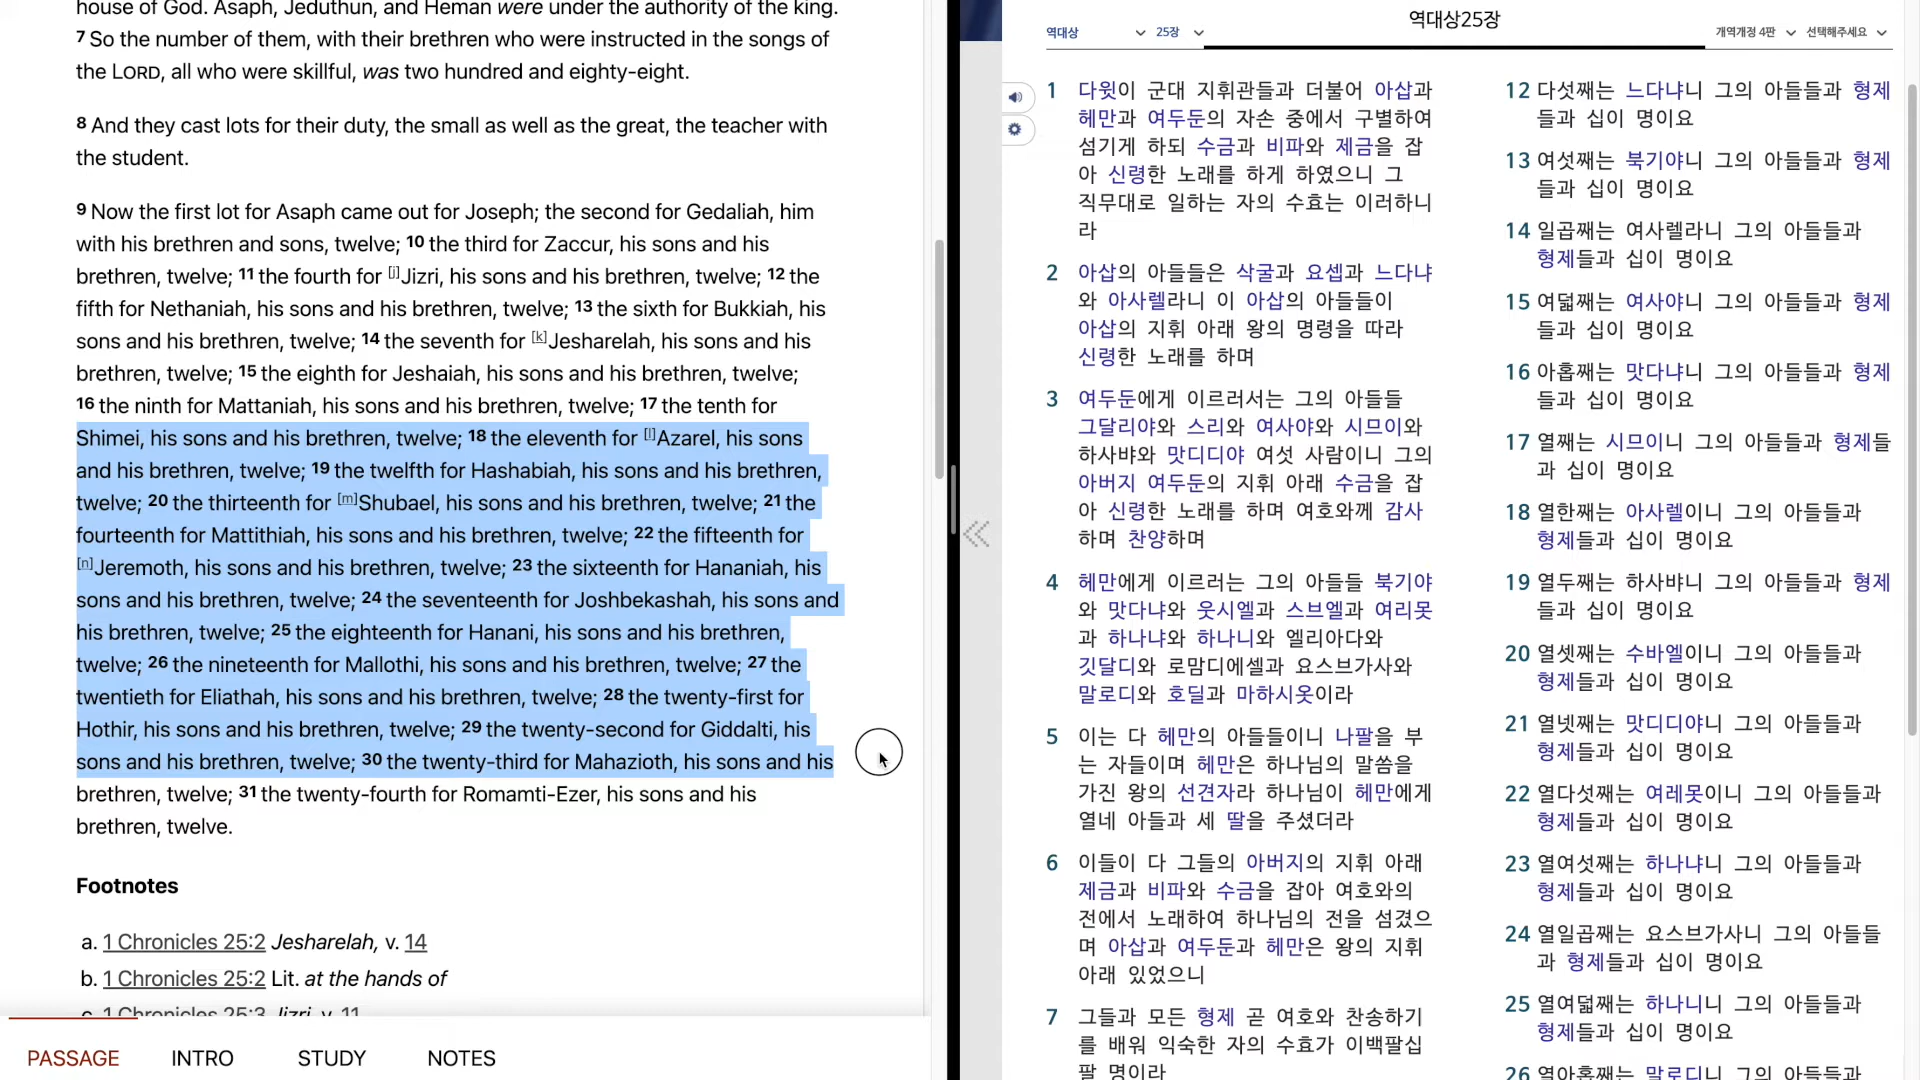 house of God. Asaph, Jeduthun, and Heman were under the authority of the king.
7 So the number of them, with their brethren who were instructed in the songs of
the LORD, all who were skillful, was two hundred and eighty-eight.
8 And they cast lots for their duty, the small as well as the great, the teacher with
the student.
9 Now the first lot for Asaph came out for Joseph; the second for Gedaliah, him
with his brethren and sons, twelve; 10 the third for Zaccur, his sons and his
brethren, twelve; 11 the fourth for [j]Jizri, his sons and his brethren, twelve; 12 the
fifth for Nethaniah, his sons and his brethren, twelve; 13 the sixth for Bukkiah, his
sons and his brethren, twelve; 14 the seventh for [k]Jesharelah, his sons and his
brethren, twelve; 15 the eighth for Jeshaiah, his sons and his brethren, twelve;
16 the ninth for Mattaniah, his sons and his brethren, twelve; 17 the tenth for
Shimei, his sons and his brethren, twelve; 18 the eleventh for [l]Azarel, his sons
and his brethren, twelve; 19 the twelfth for Hashabiah, his sons and his brethren,
twelve; 20 the thirteenth for [m]Shubael, his sons and his brethren, twelve; 21 the
fourteenth for Mattithiah, his sons and his brethren, twelve; 22 the fifteenth for
[n]Jeremoth, his sons and his brethren, twelve; 23 the sixteenth for Hananiah, his
sons and his brethren, twelve; 24 the seventeenth for Joshbekashah, his sons and
his brethren, twelve; 25 the eighteenth for Hanani, his sons and his brethren,
twelve; 26 the nineteenth for Mallothi, his sons and his brethren, twelve; 27 the
twentieth for Eliathah, his sons and his brethren, twelve; 28 the twenty-first for
Hothir, his sons and his brethren, twelve; 29 the twenty-second for Giddalti, his
sons and his brethren, twelve; 30 the twenty-third for Mahazioth, his sons and his
brethren, twelve; 31 the twenty-fourth for Romamti-Ezer, his sons and his
brethren, twelve.
Footnotes
a. 1 Chronicles 25:2 Jesharelah, v. 14
b. 1 Chronicles 25:2 Lit. at the hands of
c. 1 Chronicles 25:3 Jizri, v. 11
PASSAGE INTRO STUDY NOTES
역대상 25장 역대상25장 개역개정 4판 선택해주세요
1 다윗이 군대 지휘관들과 더불어 아삽과
헤만과 여두둔의 자손 중에서 구별하여
섬기게 하되 수금과 비파와 제금을 잡
아 신령한 노래를 하게 하였으니 그
직무대로 일하는 자의 수효는 이러하니
라
2 아삽의 아들들은 삭굴과 요셉과 느다냐
와 아사렐라니 이 아삽의 아들들이
아삽의 지휘 아래 왕의 명령을 따라
신령한 노래를 하며
3 여두둔에게 이르러서는 그의 아들들
그달리야와 스리와 여사야와 시므이와
하사뱌와 맛디디야 여섯 사람이니 그의
아버지 여두둔의 지휘 아래 수금을 잡
아 신령한 노래를 하며 여호와께 감사
하며 찬양하며
4 헤만에게 이르러는 그의 아들들 북기야
와 맛다냐와 웃시엘과 스브엘과 여리못
과 하나냐와 하나니와 엘리아다와
깃달디와 로맘디에셀과 요스브가사와
말로디와 호딜과 마하시옷이라
5 이는 다 헤만의 아들들이니 나팔을 부
는 자들이며 헤만은 하나님의 말씀을
가진 왕의 선견자라 하나님이 헤만에게
열네 아들과 세 딸을 주셨더라
6 이들이 다 그들의 아버지의 지휘 아래
제금과 비파와 수금을 잡아 여호와의
전에서 노래하여 하나님의 전을 섬겼으
며 아삽과 여두둔과 헤만은 왕의 지휘
아래 있었으니
7 그들과 모든 형제 곧 여호와 찬송하기
를 배워 익숙한 자의 수효가 이백팔십
팔 명이라
12 다섯째는 느다냐니 그의 아들들과 형제
들과 십이 명이요
13 여섯째는 북기야니 그의 아들들과 형제
들과 십이 명이요
14 일곱째는 여사렐라니 그의 아들들과
형제들과 십이 명이요
15 여덟째는 여사야니 그의 아들들과 형제
들과 십이 명이요
16 아홉째는 맛다냐니 그의 아들들과 형제
들과 십이 명이요
17 열째는 시므이니 그의 아들들과 형제들
과 십이 명이요
18 열한째는 아사렐이니 그의 아들들과
형제들과 십이 명이요
19 열두째는 하사뱌니 그의 아들들과 형제
들과 십이 명이요
20 열셋째는 수바엘이니 그의 아들들과
형제들과 십이 명이요
21 열넷째는 맛디디야니 그의 아들들과
형제들과 십이 명이요
22 열다섯째는 여레못이니 그의 아들들과
형제들과 십이 명이요
23 열여섯째는 하나냐니 그의 아들들과
형제들과 십이 명이요
24 열일곱째는 요스브가사니 그의 아들들
과 형제들과 십이 명이요
25 열여덟째는 하나니니 그의 아들들과
형제들과 십이 명이요
26 열아홉째는 말로디니 그의 아들들과